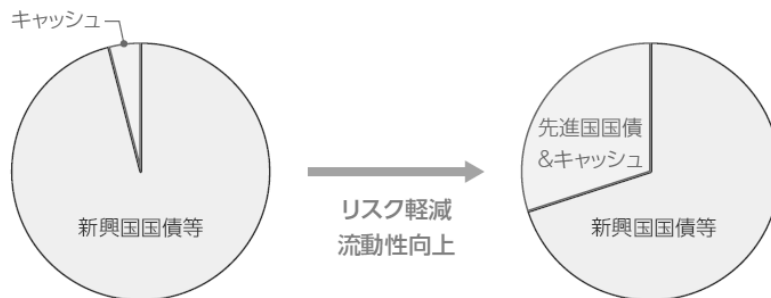 キャッシュ
新興国国債等
リスク軽減
流動性向上
先進国国債
&キャッシュ
新興国国債等